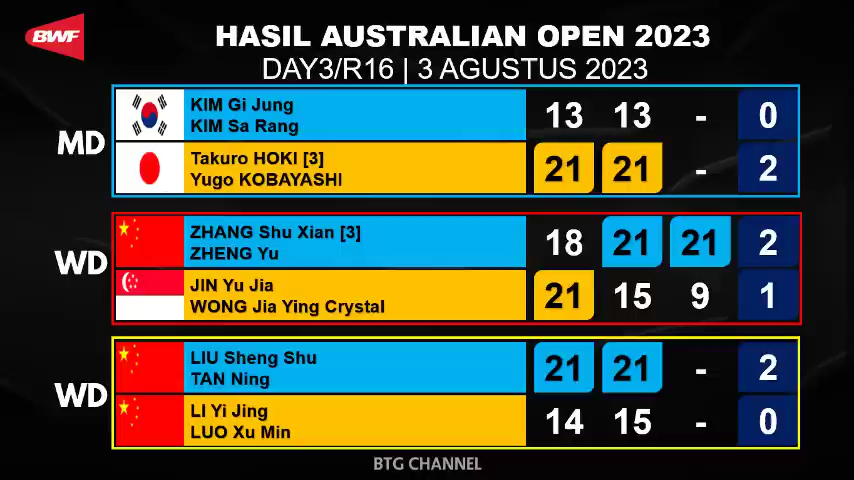 BWF
HASIL AUSTRALIAN OPEN 2023
DAY3/R16 | 3 AGUSTUS 2023
MD
KIM Gi Jung
KIM Sa Rang
13 13 - 0
Takuro HOKI [3]
Yugo KOBAYASHI
21 21 - 2
WD
ZHANG Shu Xian [3]
ZHENG Yu
18 21 21 2
JIN Yu Jia
WONG Jia Ying Crystal
21 15 9 1
WD
LIU Sheng Shu
TAN Ning
21 21 - 2
LI Yi Jing
LUO Xu Min
14 15 - 0
BTG CHANNEL